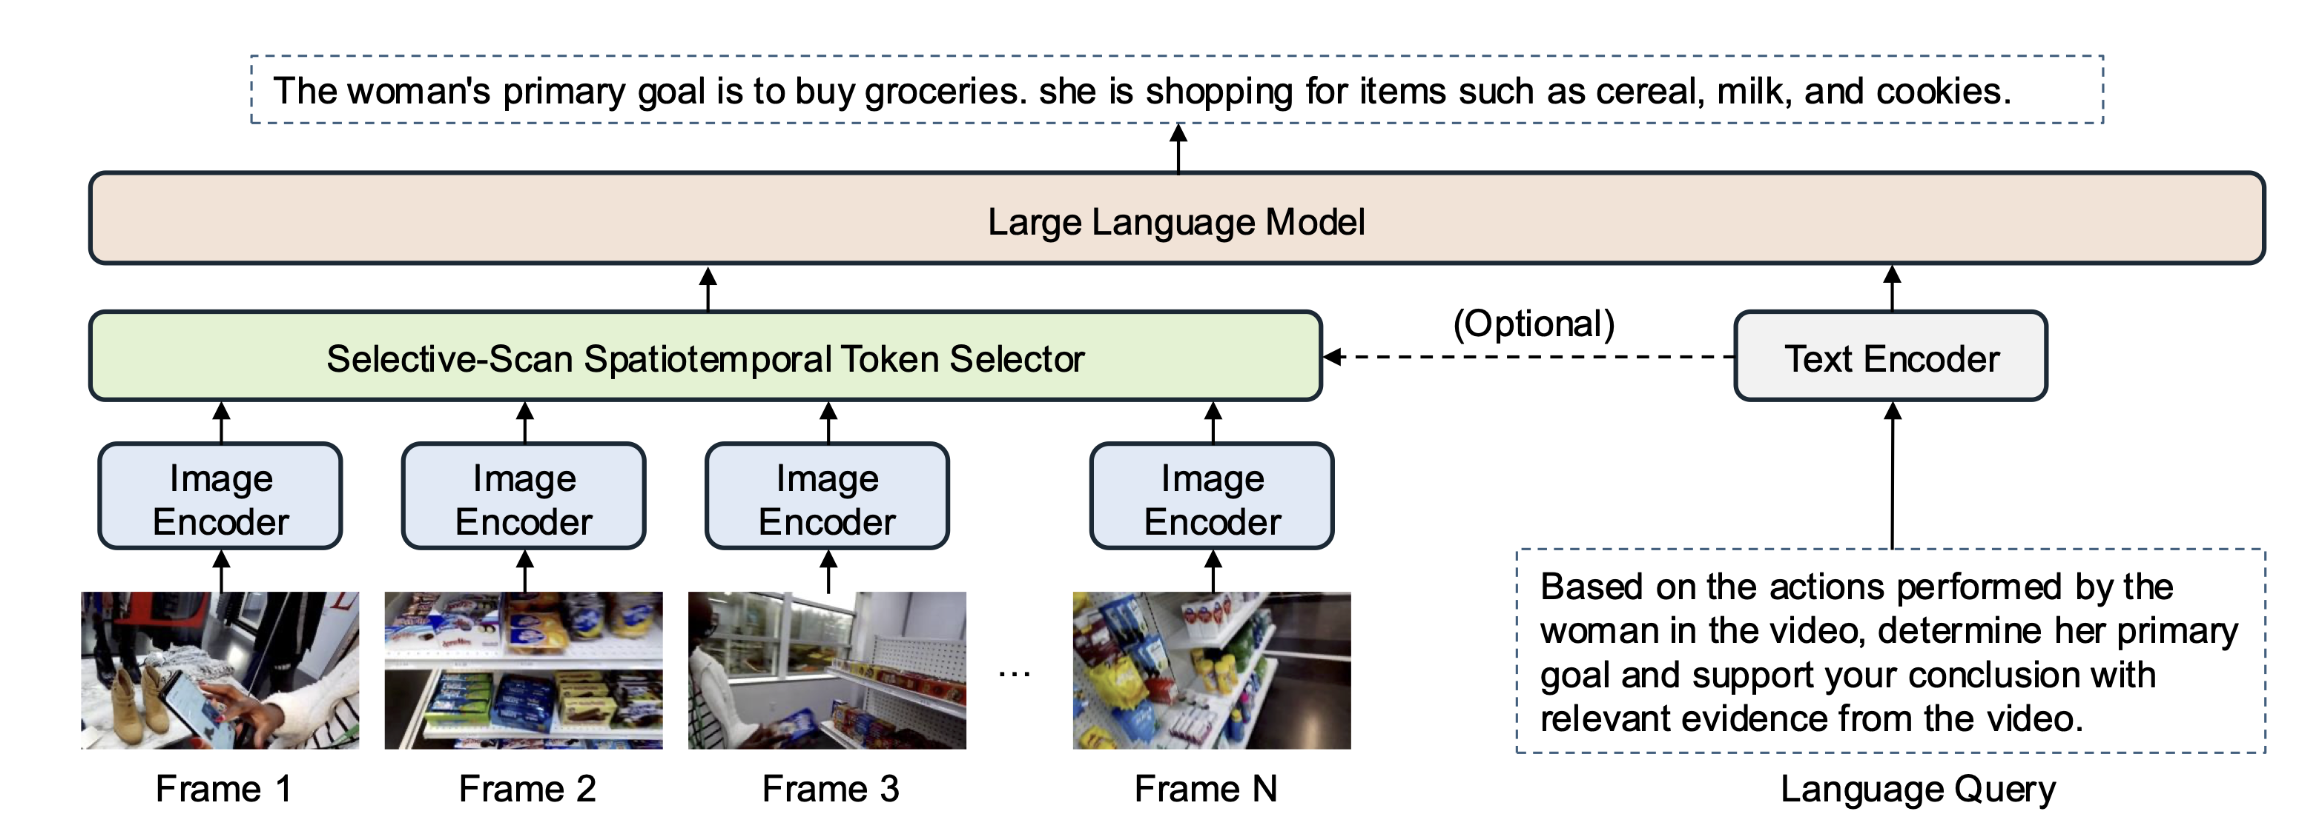 The woman's primary goal is to buy groceries. she is shopping for items such as cereal, milk, and cookies.
Large Language Model
Selective-Scan Spatiotemporal Token Selector
(Optional)
Text Encoder
Image
Encoder
Image
Encoder
Image
Encoder
Image
Encoder
...
Based on the actions performed by the
woman in the video, determine her primary
goal and support your conclusion with
relevant evidence from the video.
Frame 1
Frame 2
Frame 3
Frame N
Language Query